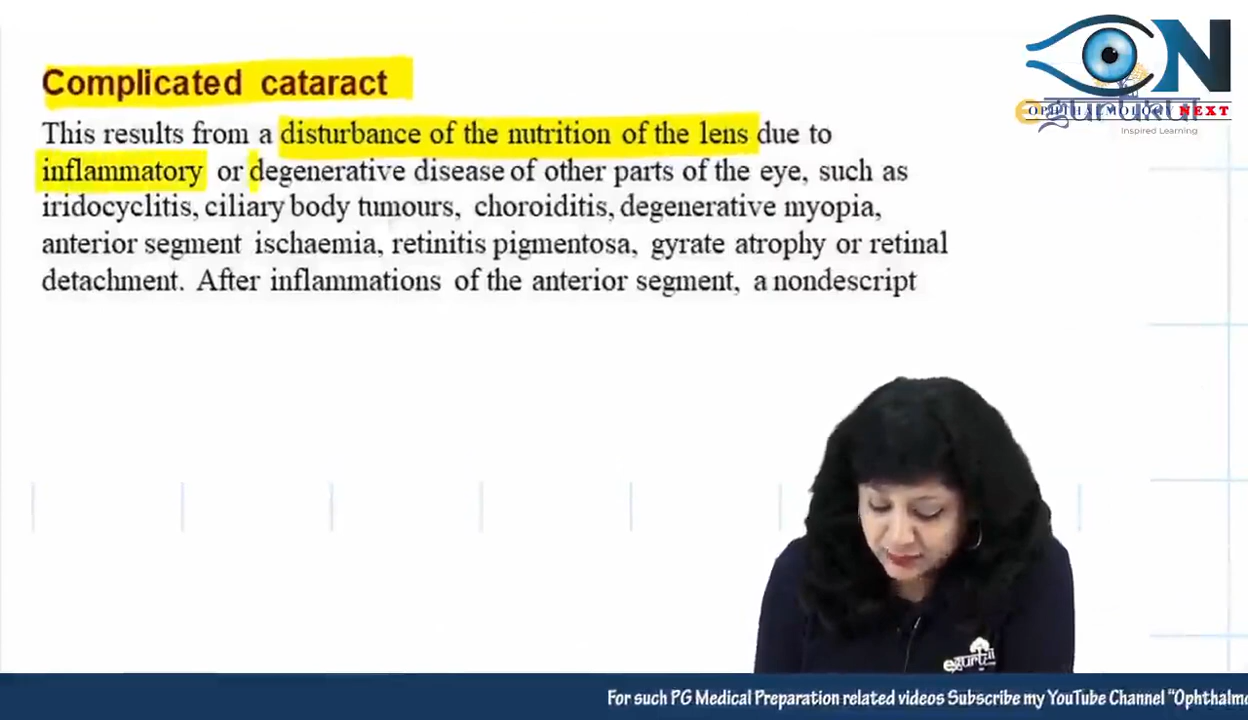 Complicated cataract
This results from a disturbance of the nutrition of the lens due to
inflammatory or degenerative disease of other parts of the eye, such as
iridocyclitis, ciliary body tumours, choroiditis, degenerative myopia,
anterior segment ischaemia, retinitis pigmentosa, gyrate atrophy or retinal
detachment. After inflammations of the anterior segment, a nondescript
ON
OPHTHALMOLOGY NEXT
Inspired Learning
For such PG Medical Preparation related videos Subscribe my YouTube Channel “Ophthalmo